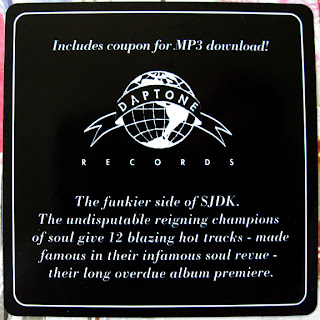 Includes coupon for MP3 download!
DAPTONE
RECORDS
The funkier side of SJDK.
The undisputable reigning champions
of soul give 12 blazing hot tracks - made
famous in their infamous soul revue -
their long overdue album premiere.